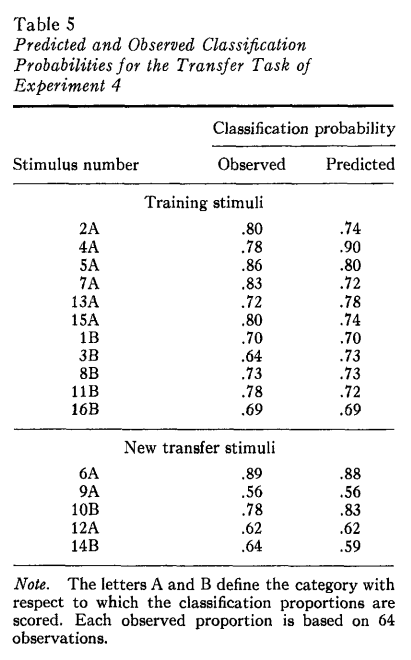 Table 5
Predicted and Observed Classification
Probabilities for the Transfer Task of
Experiment 4
Classification probability
Stimulus number Observed Predicted
Training stimuli
2A .80 .74
4A .78 .90
5A .86 .80
7A .83 .72
13A .72 .78
15A .80 .74
1B .70 .70
3B .64 .73
8B .73 .73
11B .78 .72
16B .69 .69
New transfer stimuli
6A .89 .88
9A .56 .56
10B .78 .83
12A .62 .62
14B .64 .59
Note. The letters A and B define the category with
respect to which the classification proportions are
scored. Each observed proportion is based on 64
observations.